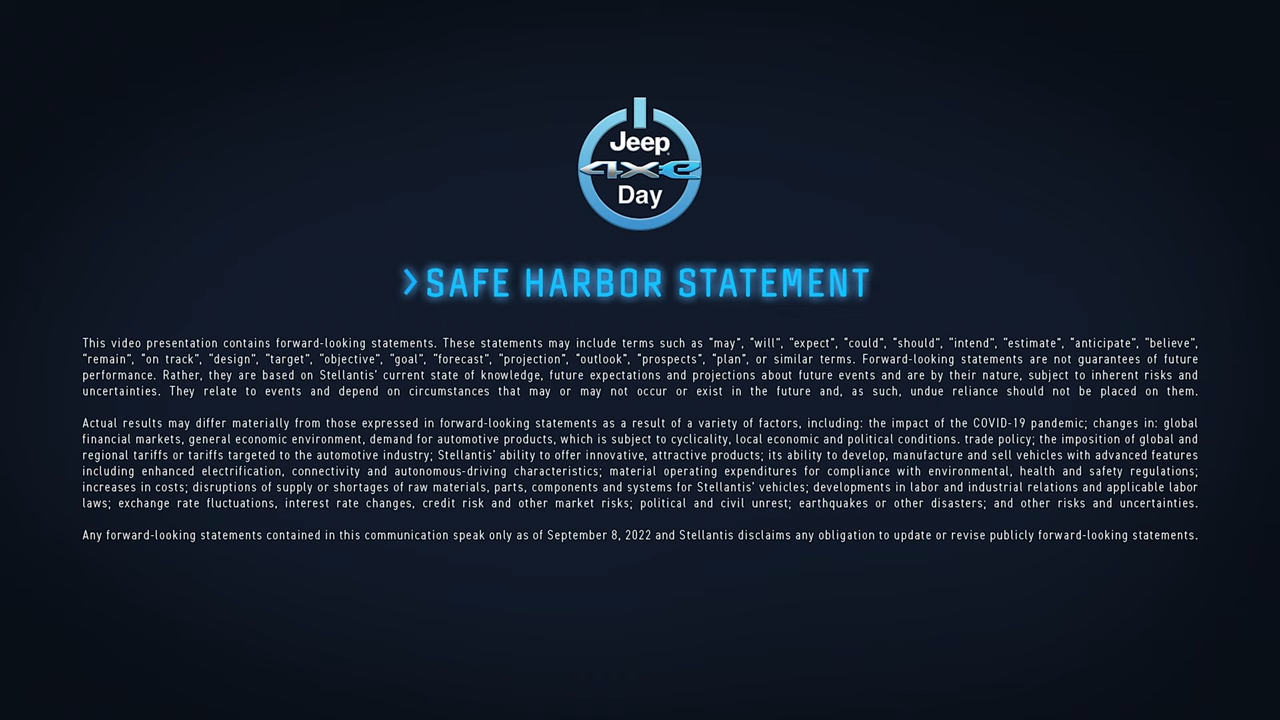 Jeep
4xe
Day
>SAFE HARBOR STATEMENT
This video presentation contains forward-looking statements. These statements may include terms such as "may", "will", "expect", "could", "should", "intend", "estimate", "anticipate", "believe",
"remain", "on track", "design", "target", "objective", "goal", "forecast", "projection", "outlook", "prospects", "plan", or similar terms. Forward-looking statements are not guarantees of future
performance. Rather, they are based on Stellantis' current state of knowledge, future expectations and projections about future events and are by their nature, subject to inherent risks and
uncertainties. They relate to events and depend on circumstances that may or may not occur or exist in the future and, as such, undue reliance should not be placed on them.
Actual results may differ materially from those expressed in forward-looking statements as a result of a variety of factors, including: the impact of the COVID-19 pandemic; changes in: global
financial markets, general economic environment, demand for automotive products, which is subject to cyclicality, local economic and political conditions. trade policy; the imposition of global and
regional tariffs or tariffs targeted to the automotive industry; Stellantis' ability to offer innovative, attractive products; its ability to develop, manufacture and sell vehicles with advanced features
including enhanced electrification, connectivity and autonomous-driving characteristics; material operating expenditures for compliance with environmental, health and safety regulations;
increases in costs; disruptions of supply or shortages of raw materials, parts, components and systems for Stellantis' vehicles; developments in labor and industrial relations and applicable labor
laws; exchange rate fluctuations, interest rate changes, credit risk and other market risks; political and civil unrest; earthquakes or other disasters; and other risks and uncertainties.
Any forward-looking statements contained in this communication speak only as of September 8, 2022 and Stellantis disclaims any obligation to update or revise publicly forward-looking statements.